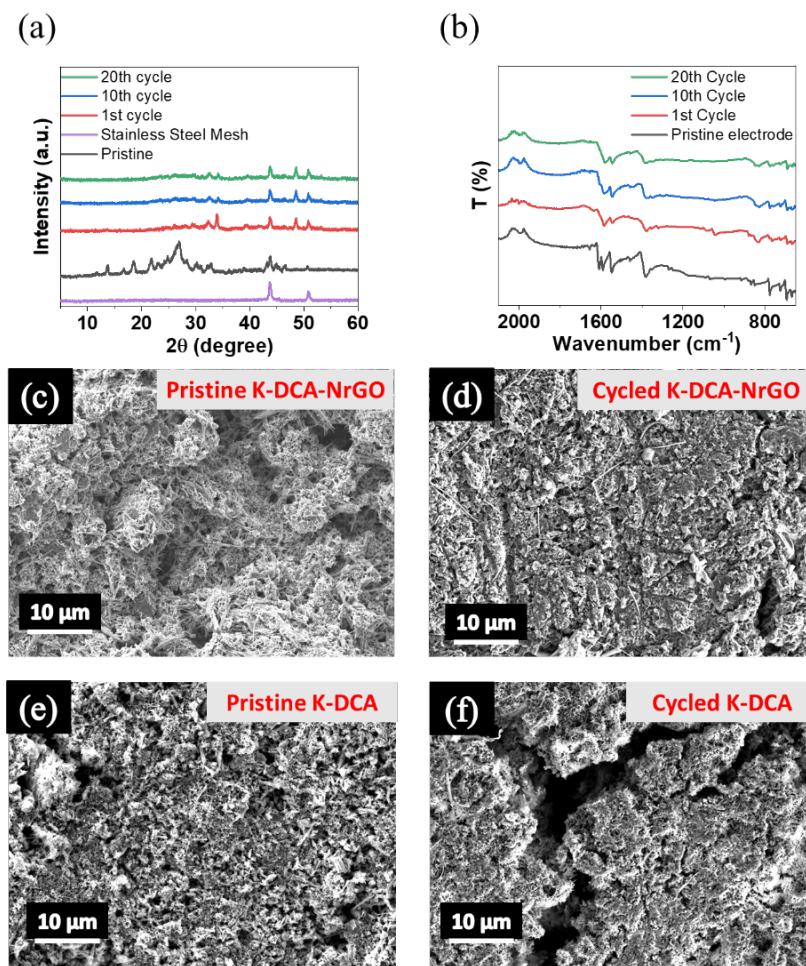 (a)
(b)
20th cycle
10th cycle
1st cycle
Stainless Steel Mesh
Pristine
Intensity (a.u.)
10 20 30 40 50 60
2θ (degree)
20th Cycle
10th Cycle
1st Cycle
Pristine electrode
T (%)
2000 1600 1200 800
Wavenumber (cm⁻¹)
(c)
Pristine K-DCA-NrGO
10 μm
(d)
Cycled K-DCA-NrGO
10 μm
(e)
Pristine K-DCA
10 μm
(f)
Cycled K-DCA
10 μm